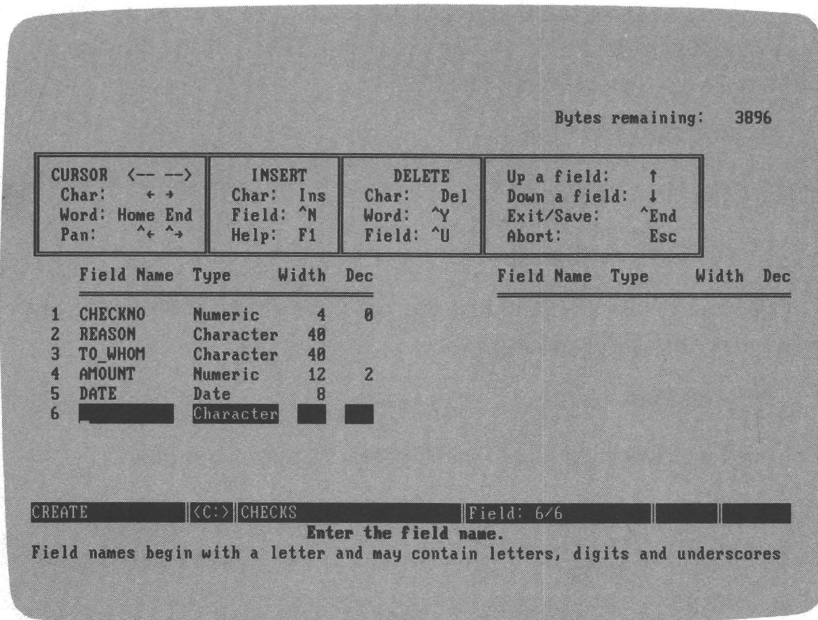 Bytes remaining: 3896
CURSOR <-- --> INSERT DELETE Up a field: ↑
Char: ← → Char: Ins Char: Del Down a field: ↓
Word: Home End Field: ^N Word: ^Y Exit/Save: ^End
Pan: ^← ^→ Help: F1 Field: ^U Abort: Esc
Field Name Type Width Dec Field Name Type Width Dec
1 CHECKNO Numeric 4 0
2 REASON Character 40
3 TO_WHOM Character 40
4 AMOUNT Numeric 12 2
5 DATE Date 8
6 Character
CREATE <C:> CHECKS Field: 6/6
Enter the field name.
Field names begin with a letter and may contain letters, digits and underscores